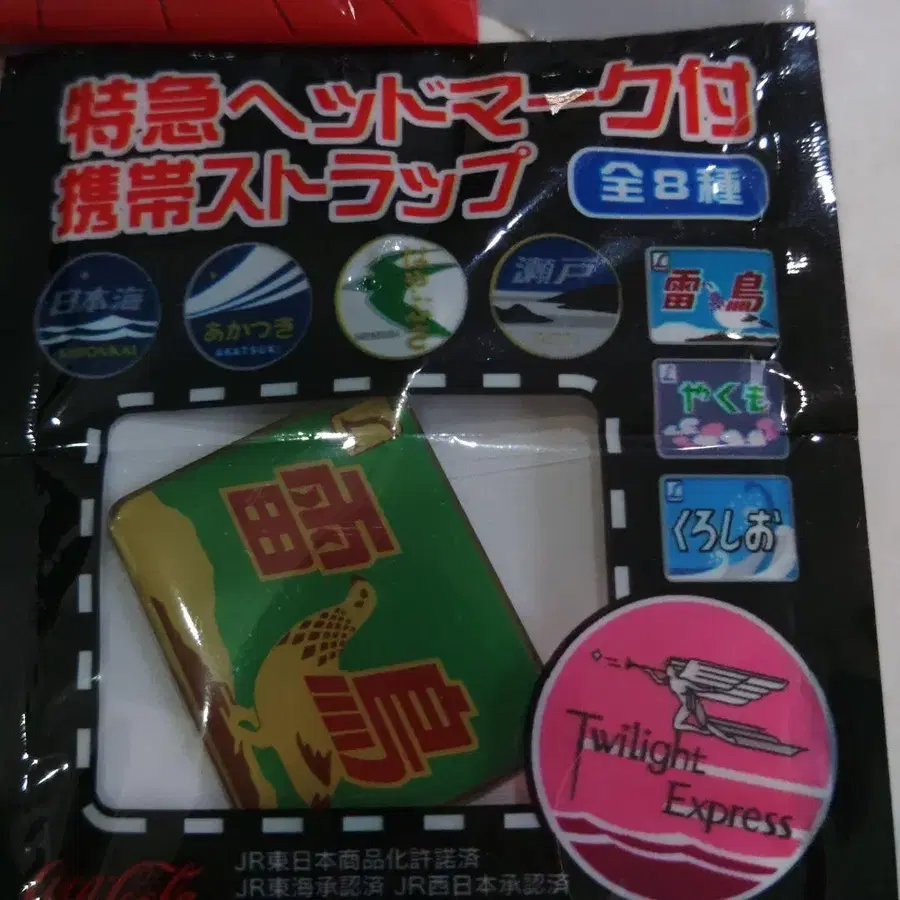 特急ヘッドマーク付
携帯ストラップ
全8種
日本海
NIHONKAI
あかつき
AKATSUKI
瀬戸
雷鳥
やくも
くろしお
雷鳥
Twilight
Express
JR東日本商品化許諾済
JR東海承認済 JR西日本承認済
Coca-Cola